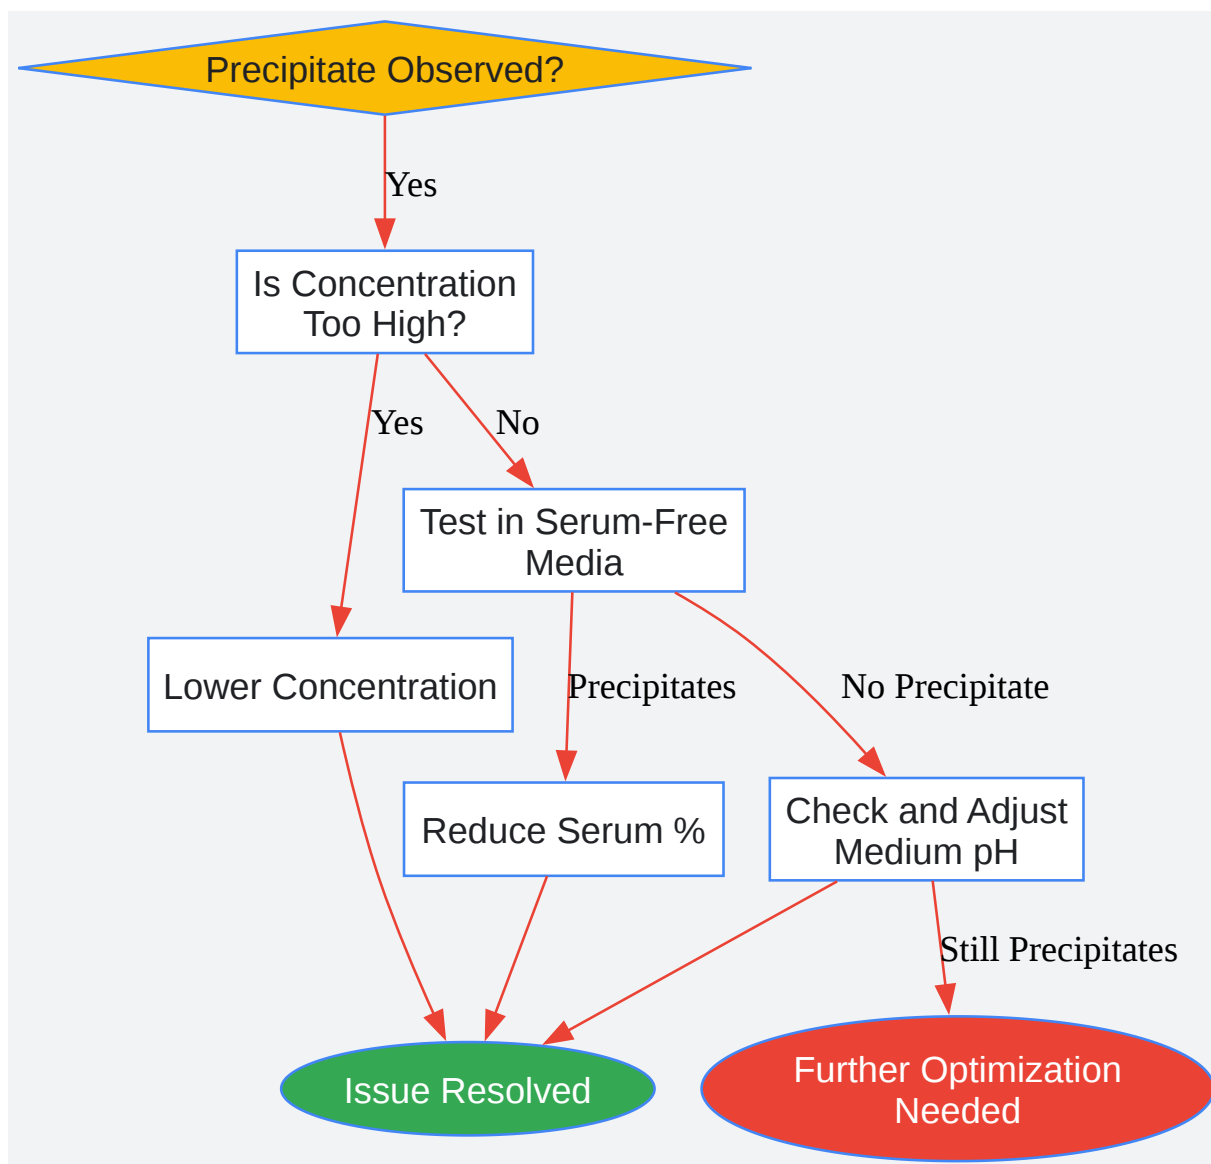 Precipitate Observed?
Yes
Is Concentration
Too High?
Yes
No
Test in Serum-Free
Media
Lower Concentration
Precipitates
No Precipitate
Reduce Serum %
Check and Adjust
Medium pH
Still Precipitates
Issue Resolved
Further Optimization
Needed